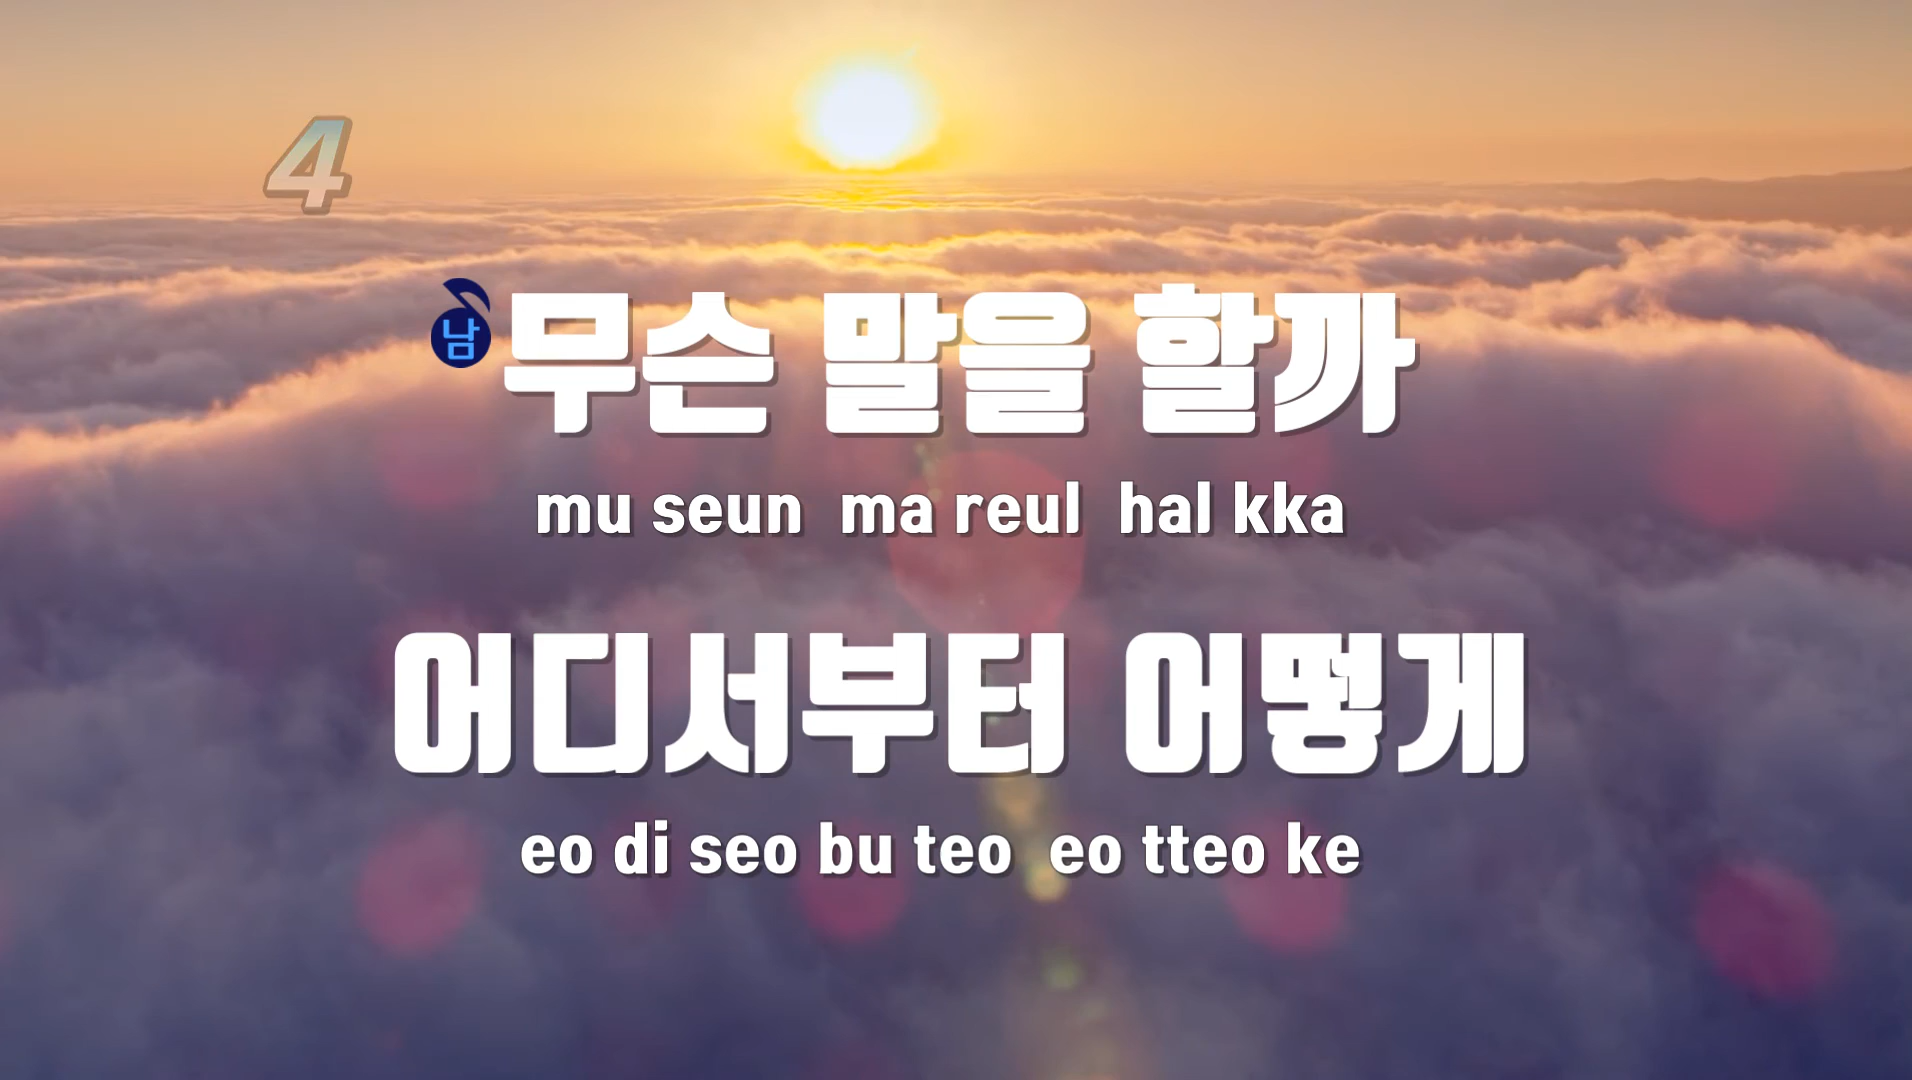 4
남 무슨 말을 할까
mu seun ma reul hal kka
어디서부터 어떻게
eo di seo bu teo eo tteo ke